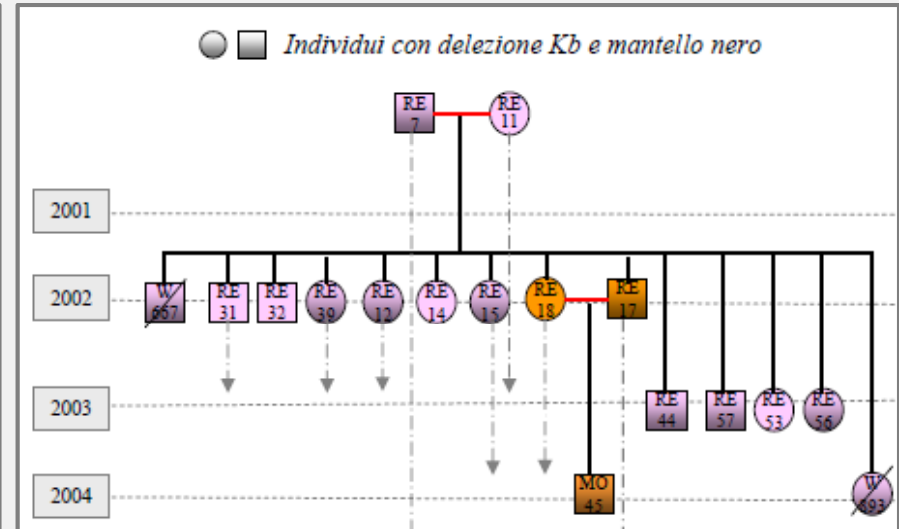 Individui con delezione Kb e mantello nero
RE 7
RE 11
2001
2002
W 667
RE 31
RE 32
RE 39
RE 12
RE 14
RE 15
RE 18
RE 17
2003
RE 44
RE 57
RE 53
RE 56
2004
MO 45
W 893